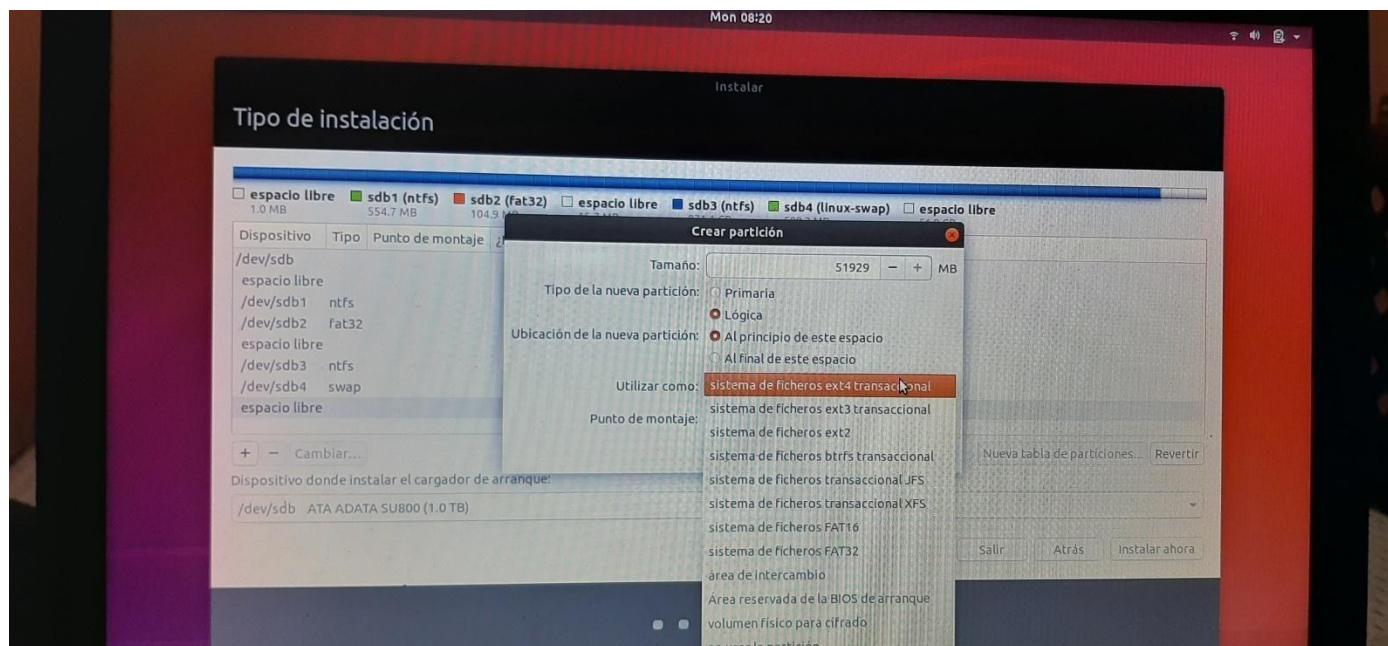 Mon 08:20
Instalar
Tipo de instalación
espacio libre sdb1 (ntfs) sdb2 (fat32) espacio libre sdb3 (ntfs) sdb4 (linux-swap) espacio libre
1.0 MB 554.7 MB 104.9
Crear partición
Dispositivo Tipo Punto de montaje
/dev/sdb
espacio libre
/dev/sdb1 ntfs
/dev/sdb2 fat32
espacio libre
/dev/sdb3 ntfs
/dev/sdb4 swap
espacio libre
Tamaño: 51929 − + MB
Tipo de la nueva partición: Primaria
Lógica
Ubicación de la nueva partición: Al principio de este espacio
Al final de este espacio
Utilizar como: sistema de ficheros ext4 transaccional
Punto de montaje: sistema de ficheros ext3 transaccional
sistema de ficheros ext2
sistema de ficheros btrfs transaccional
sistema de ficheros transaccional JFS
sistema de ficheros transaccional XFS
sistema de ficheros FAT16
sistema de ficheros FAT32
área de intercambio
Área reservada de la BIOS de arranque
volumen físico para cifrado
+ − Cambiar... Nueva tabla de particiones... Revertir
Dispositivo donde instalar el cargador de arranque:
/dev/sdb ATA ADATA SU800 (1.0 TB)
Salir Atrás Instalar ahora